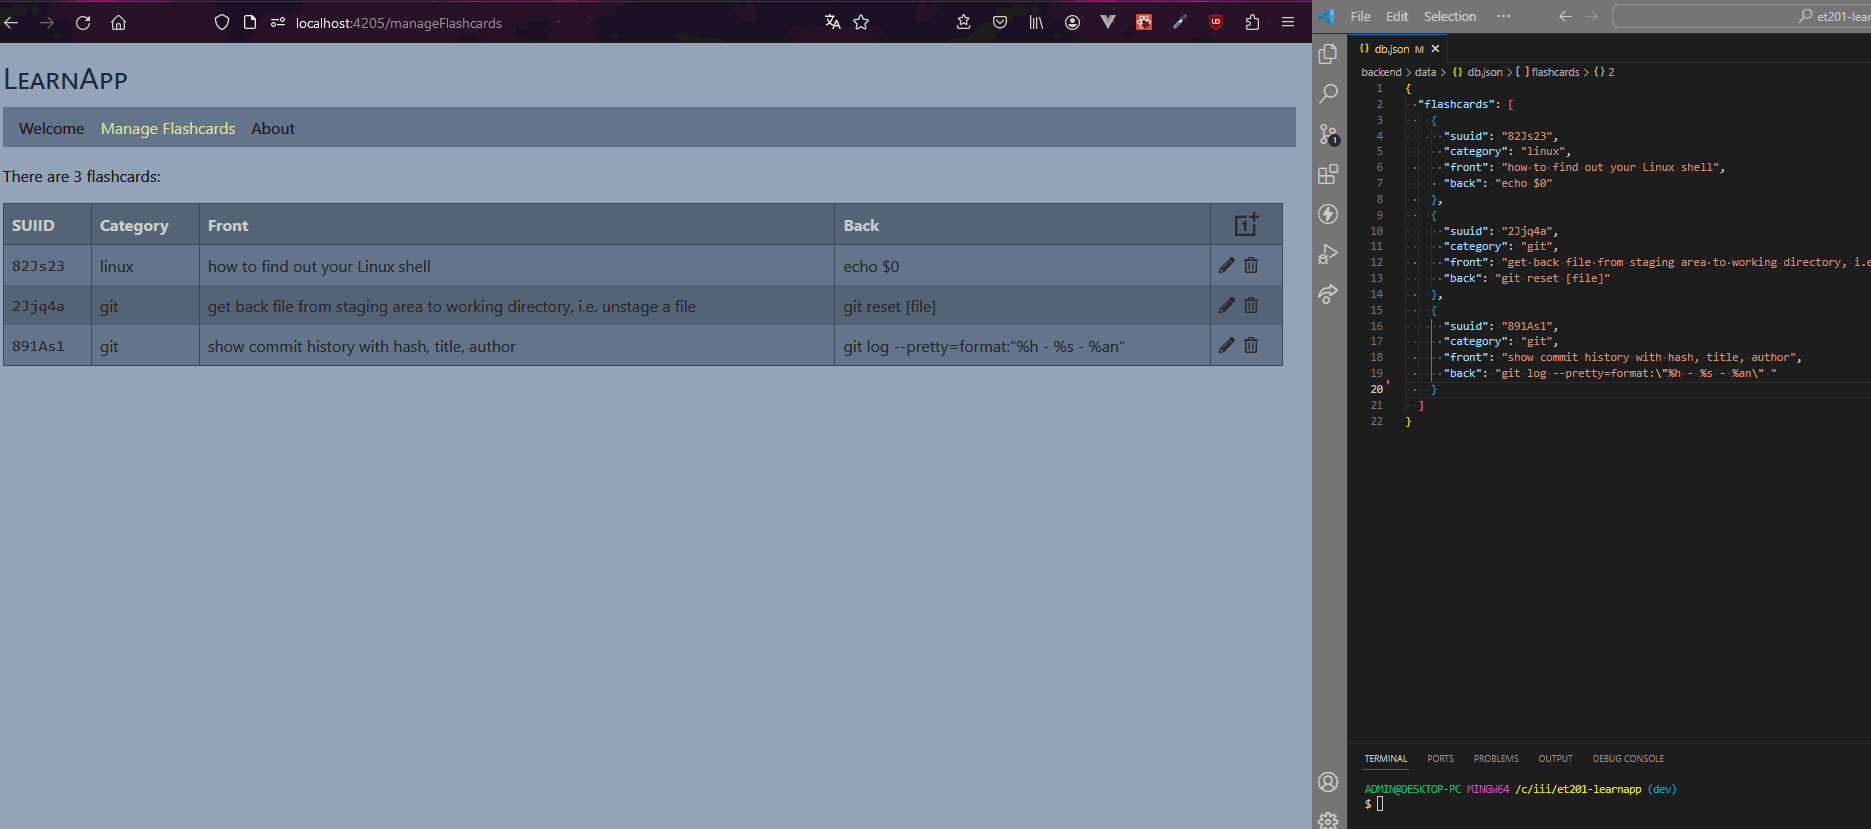 localhost:4205/manageFlashcards
LearnApp
Welcome Manage Flashcards About
There are 3 flashcards:
SUIID Category Front Back
82Js23 linux how to find out your Linux shell echo $0
2Jjq4a git get back file from staging area to working directory, i.e. unstage a file git reset [file]
891As1 git show commit history with hash, title, author git log --pretty=format:"%h - %s - %an"
File Edit Selection ··· et201-lear
{} db.json M ×
backend > data > {} db.json > [ ] flashcards > {} 2
1 {
2 "flashcards": [
3 {
4 "suuid": "82Js23",
5 "category": "linux",
6 "front": "how to find out your Linux shell",
7 "back": "echo $0"
8 },
9 {
10 "suuid": "2Jjq4a",
11 "category": "git",
12 "front": "get back file from staging area to working directory, i.e
13 "back": "git reset [file]"
14 },
15 {
16 "suuid": "891As1",
17 "category": "git",
18 "front": "show commit history with hash, title, author",
19 "back": "git log --pretty=format:\"%h - %s - %an\" "
20 }
21 ]
22 }
TERMINAL PORTS PROBLEMS OUTPUT DEBUG CONSOLE
ADMIN@DESKTOP-PC MINGW64 /c/iii/et201-learnapp (dev)
$